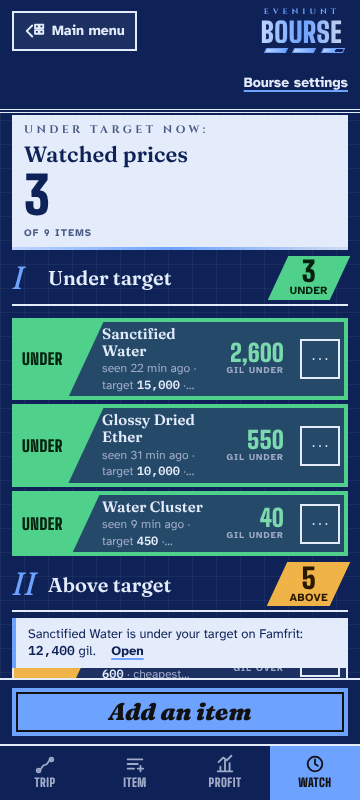 Main menu
EVENIUNT
BOURSE
Bourse settings
UNDER TARGET NOW:
Watched prices
3
OF 9 ITEMS
I Under target
3
UNDER
UNDER
Sanctified
Water
seen 22 min ago ·
target 15,000 ·...
2,600
GIL UNDER
...
UNDER
Glossy Dried
Ether
seen 31 min ago ·
target 10,000 ·...
550
GIL UNDER
...
UNDER
Water Cluster
seen 9 min ago ·
target 450 ·...
40
GIL UNDER
...
II Above target
5
ABOVE
Sanctified Water is under your target on Famfrit:
12,400 gil. Open
600 · cheapest...
GIL OVER
Add an item
TRIP
ITEM
PROFIT
WATCH